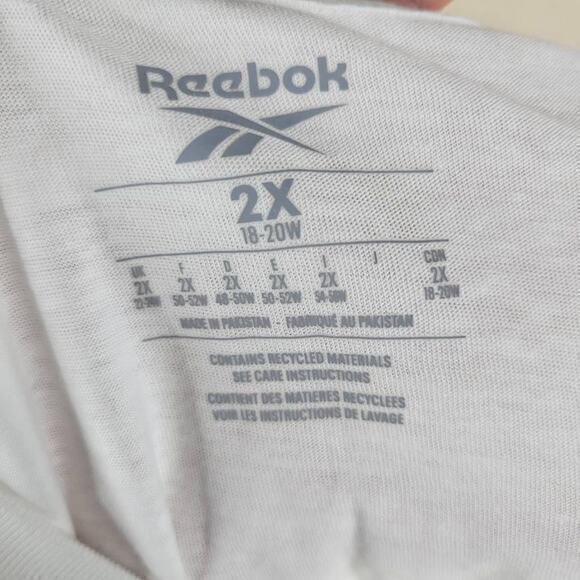 Reebok
2X
18-20W
UK F D E I J CDN
2X 2X 2X 2X 2X 2X
50-52W 48-50W 50-52W 18-20W
MADE IN PAKISTAN - FABRIQUÉ AU PAKISTAN
CONTAINS RECYCLED MATERIALS
SEE CARE INSTRUCTIONS
CONTIENT DES MATIERES RECYCLEES
VOIR LES INSTRUCTIONS DE LAVAGE